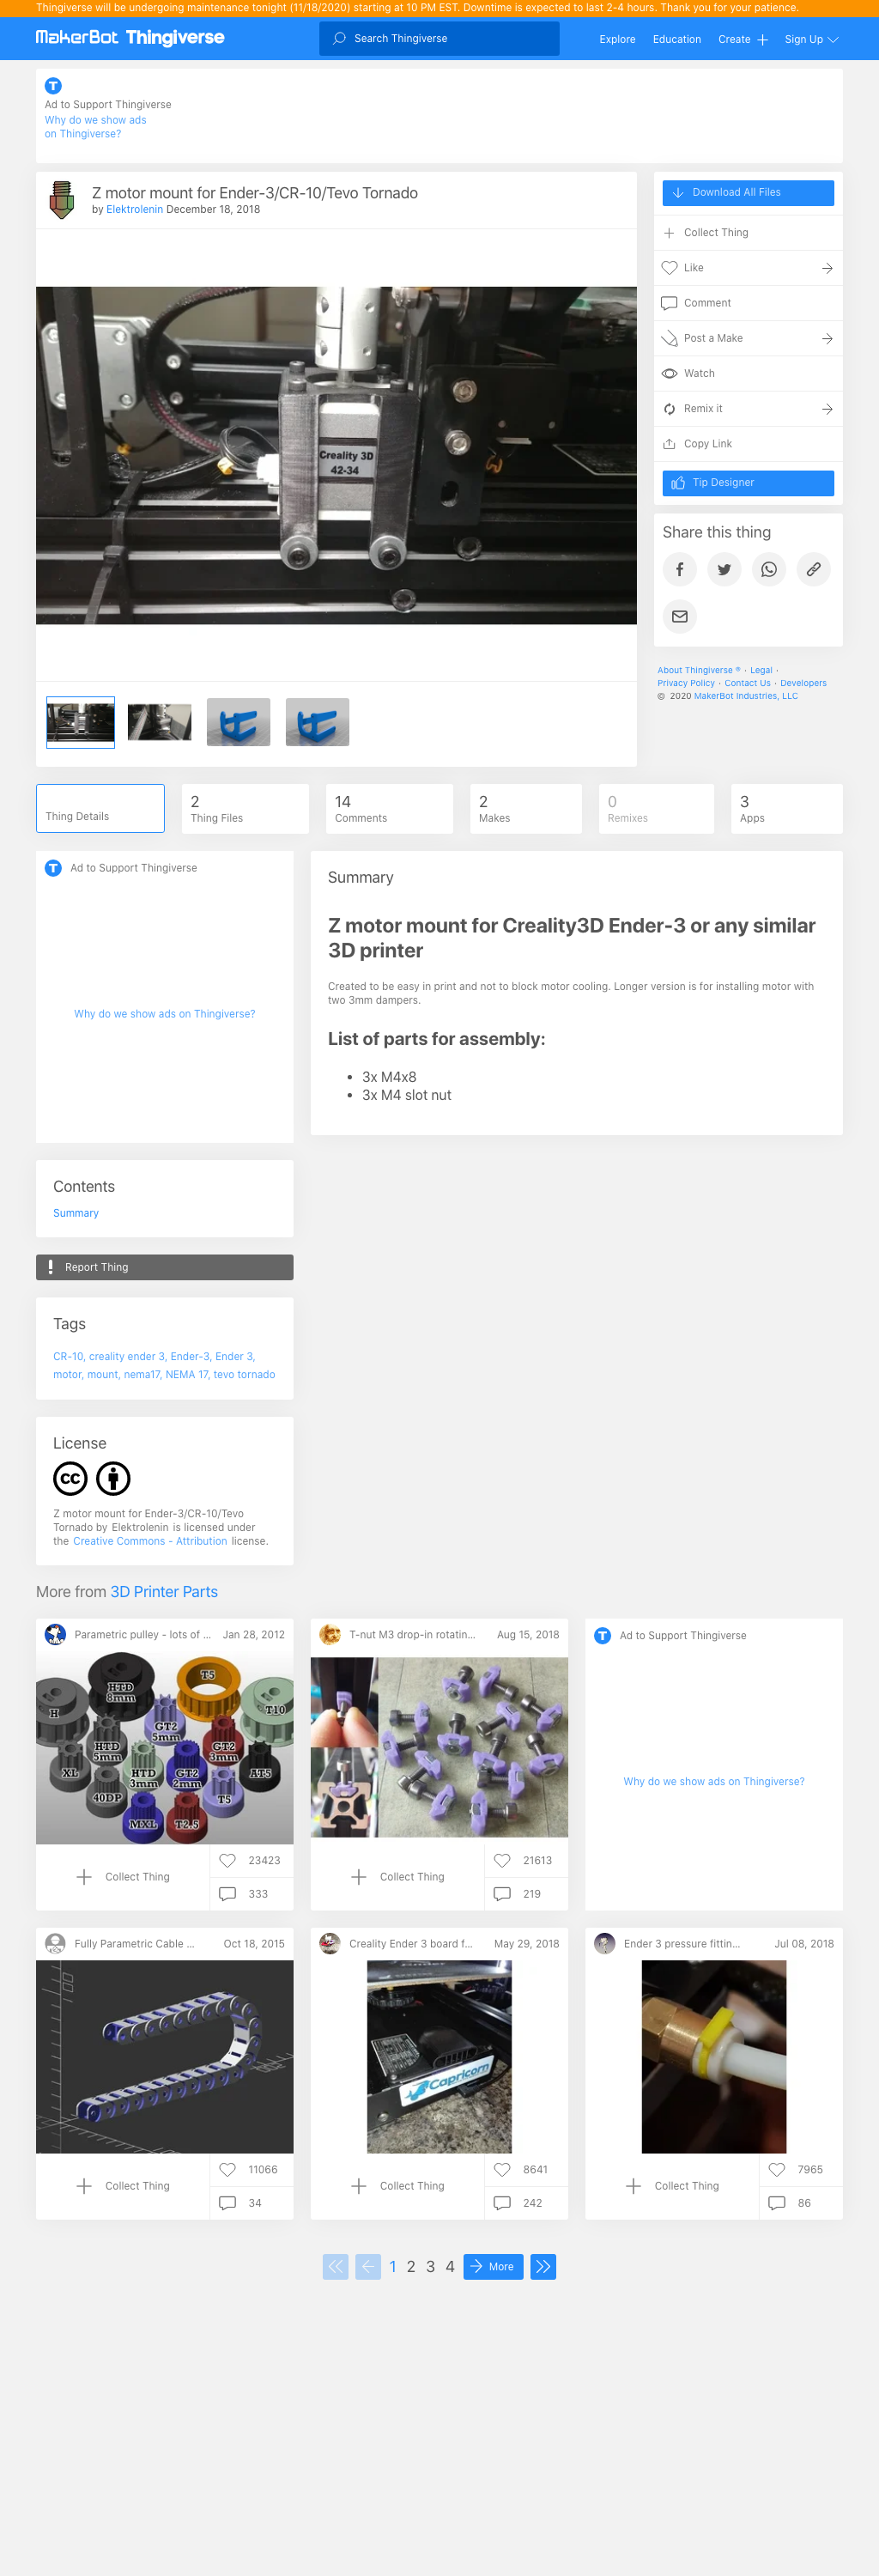 Thingiverse will be undergoing maintenance tonight (11/18/2020) starting at 10 PM EST. Downtime is expected to last 2-4 hours. Thank you for your patience.
MakerBot Thingiverse
Search Thingiverse
Explore
Education
Create
Sign Up
Ad to Support Thingiverse
Why do we show ads
on Thingiverse?
Z motor mount for Ender-3/CR-10/Tevo Tornado
by Elektrolenin December 18, 2018
Creality 3D
42-34
Download All Files
Collect Thing
Like
Comment
Post a Make
Watch
Remix it
Copy Link
Tip Designer
Share this thing
About Thingiverse ® · Legal ·
Privacy Policy · Contact Us · Developers
© 2020 MakerBot Industries, LLC
Thing Details
2
Thing Files
14
Comments
2
Makes
0
Remixes
3
Apps
Ad to Support Thingiverse
Why do we show ads on Thingiverse?
Summary
Z motor mount for Creality3D Ender-3 or any similar
3D printer
Created to be easy in print and not to block motor cooling. Longer version is for installing motor with
two 3mm dampers.
List of parts for assembly:
• 3x M4x8
• 3x M4 slot nut
Contents
Summary
Report Thing
Tags
CR-10, creality ender 3, Ender-3, Ender 3,
motor, mount, nema17, NEMA 17, tevo tornado
License
cc
Z motor mount for Ender-3/CR-10/Tevo
Tornado by Elektrolenin is licensed under
the Creative Commons - Attribution license.
More from 3D Printer Parts
Parametric pulley - lots of ...
Jan 28, 2012
HTD
8mm
T5
H
T10
GT2
5mm
HTD
5mm
GT2
3mm
XL
HTD
3mm
GT2
2mm
AT5
40DP
T5
MXL
T2.5
Collect Thing
23423
333
T-nut M3 drop-in rotatin...
Aug 15, 2018
Collect Thing
21613
219
Ad to Support Thingiverse
Why do we show ads on Thingiverse?
Fully Parametric Cable ...
Oct 18, 2015
Collect Thing
11066
34
Creality Ender 3 board f...
May 29, 2018
Capricorn
Collect Thing
8641
242
Ender 3 pressure fittin...
Jul 08, 2018
Collect Thing
7965
86
1 2 3 4
More